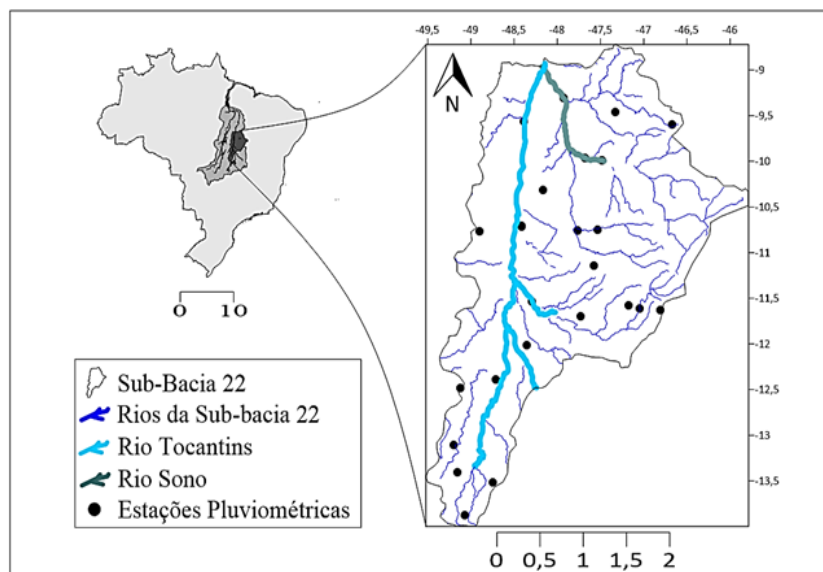 -49,5 -49 -48,5 -48 -47,5 -47 -46,5 -46
-9
-9,5
-10
-10,5
-11
-11,5
-12
-12,5
-13
-13,5
N
0 10
Sub-Bacia 22
Rios da Sub-bacia 22
Rio Tocantins
Rio Sono
Estações Pluviométricas
0 0,5 1 1,5 2